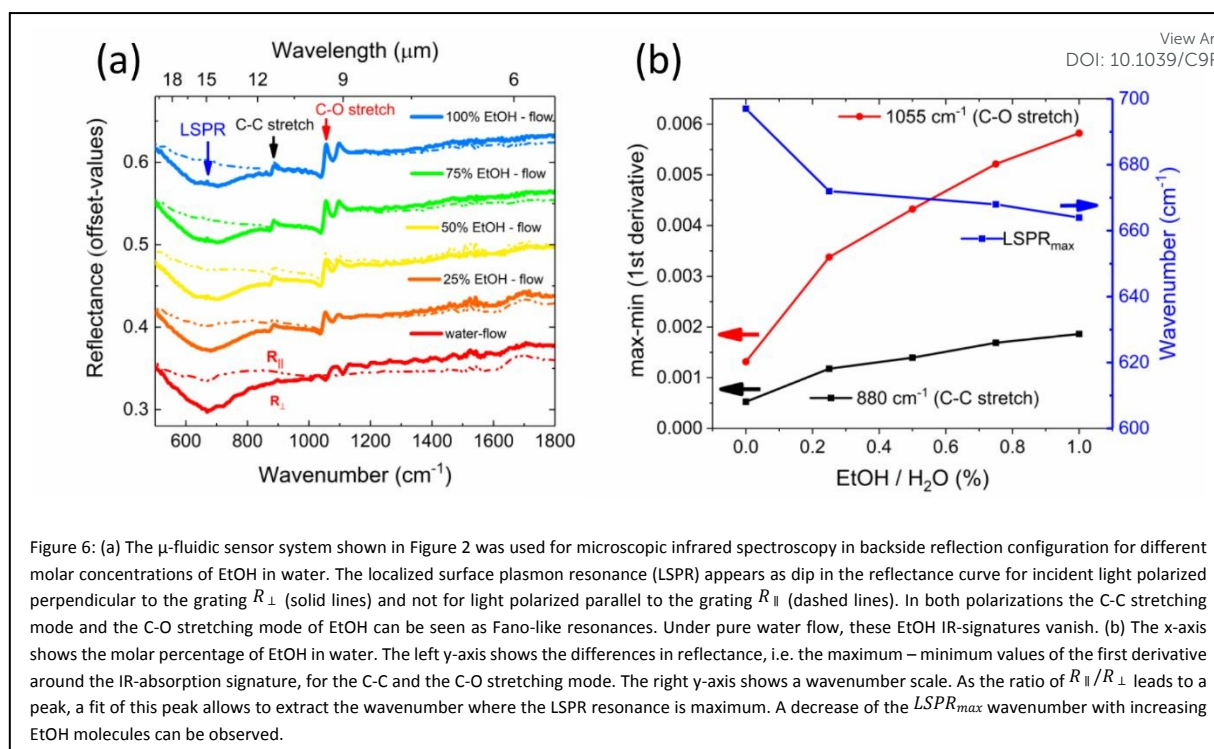 View Ar
DOI: 10.1039/C9R
(a)
Wavelength (μm)
18 15 12 9 6
C-O stretch
C-C stretch
LSPR
100% EtOH - flow
75% EtOH - flow
50% EtOH - flow
25% EtOH - flow
water-flow
R∥
R⊥
Reflectance (offset-values)
0.6
0.5
0.4
0.3
600 800 1000 1200 1400 1600 1800
Wavenumber (cm⁻¹)
(b)
max-min (1st derivative)
0.006
0.005
0.004
0.003
0.002
0.001
0.000
1055 cm⁻¹ (C-O stretch)
LSPRmax
880 cm⁻¹ (C-C stretch)
700
680
660
640
620
600
Wavenumber (cm⁻¹)
0.0 0.2 0.4 0.6 0.8 1.0
EtOH / H₂O (%)
Figure 6: (a) The μ-fluidic sensor system shown in Figure 2 was used for microscopic infrared spectroscopy in backside reflection configuration for different
molar concentrations of EtOH in water. The localized surface plasmon resonance (LSPR) appears as dip in the reflectance curve for incident light polarized
perpendicular to the grating R⊥ (solid lines) and not for light polarized parallel to the grating R∥ (dashed lines). In both polarizations the C-C stretching
mode and the C-O stretching mode of EtOH can be seen as Fano-like resonances. Under pure water flow, these EtOH IR-signatures vanish. (b) The x-axis
shows the molar percentage of EtOH in water. The left y-axis shows the differences in reflectance, i.e. the maximum – minimum values of the first derivative
around the IR-absorption signature, for the C-C and the C-O stretching mode. The right y-axis shows a wavenumber scale. As the ratio of R∥/R⊥ leads to a
peak, a fit of this peak allows to extract the wavenumber where the LSPR resonance is maximum. A decrease of the LSPRmax wavenumber with increasing
EtOH molecules can be observed.